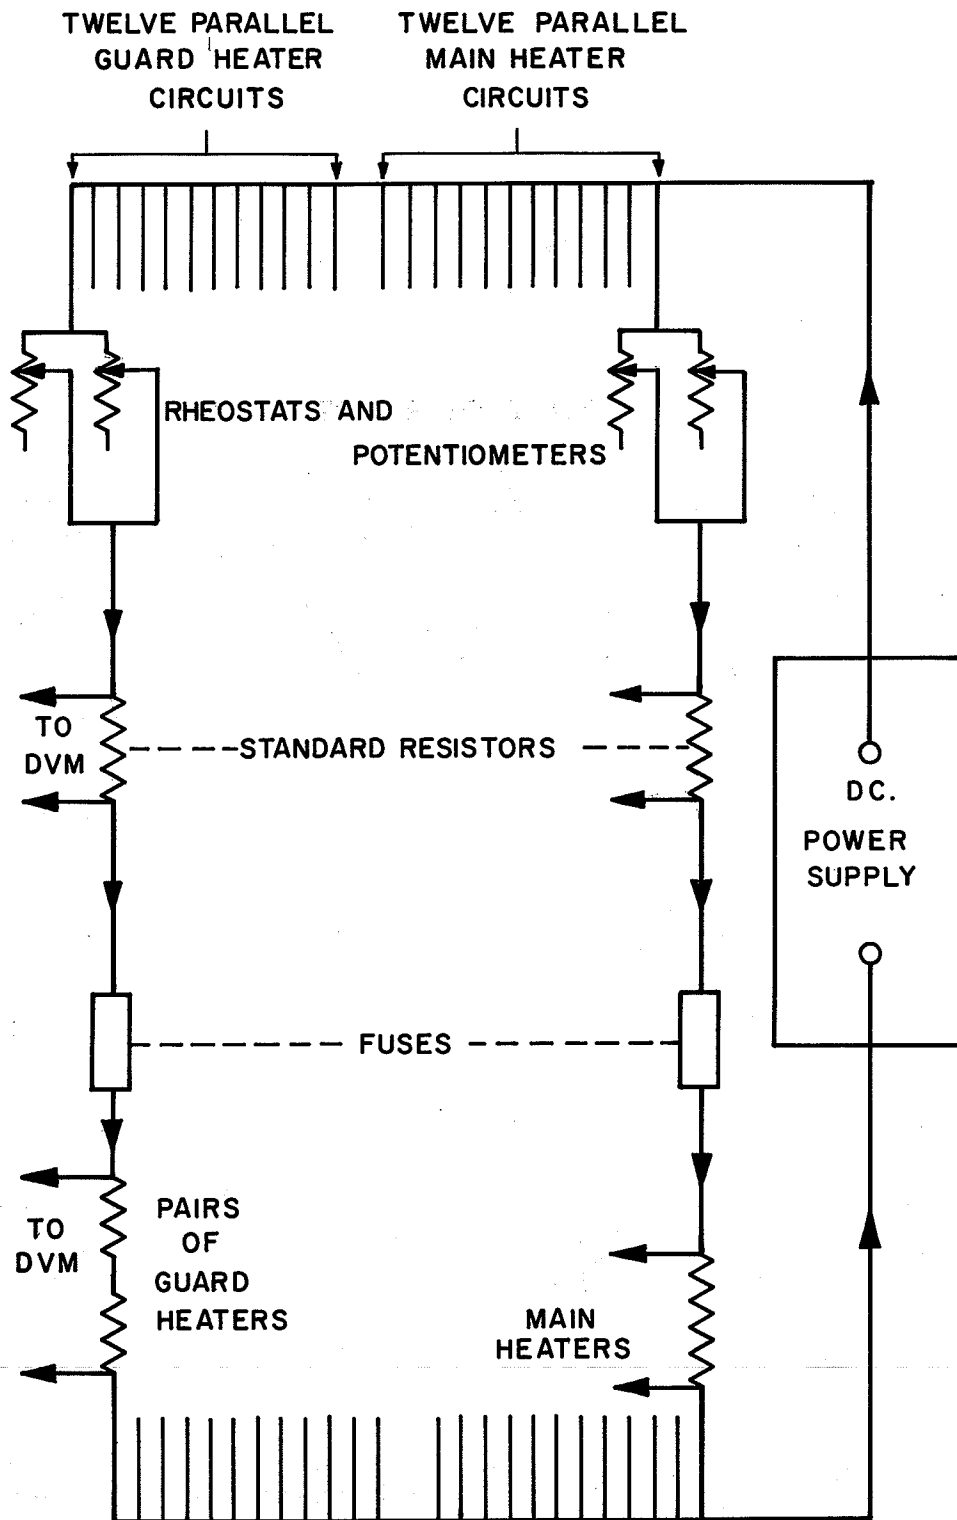 TWELVE PARALLEL
GUARD HEATER
CIRCUITS
TWELVE PARALLEL
MAIN HEATER
CIRCUITS
RHEOSTATS AND
POTENTIOMETERS
TO
DVM
STANDARD RESISTORS
D.C.
POWER
SUPPLY
FUSES
TO
DVM
PAIRS
OF
GUARD
HEATERS
MAIN
HEATERS